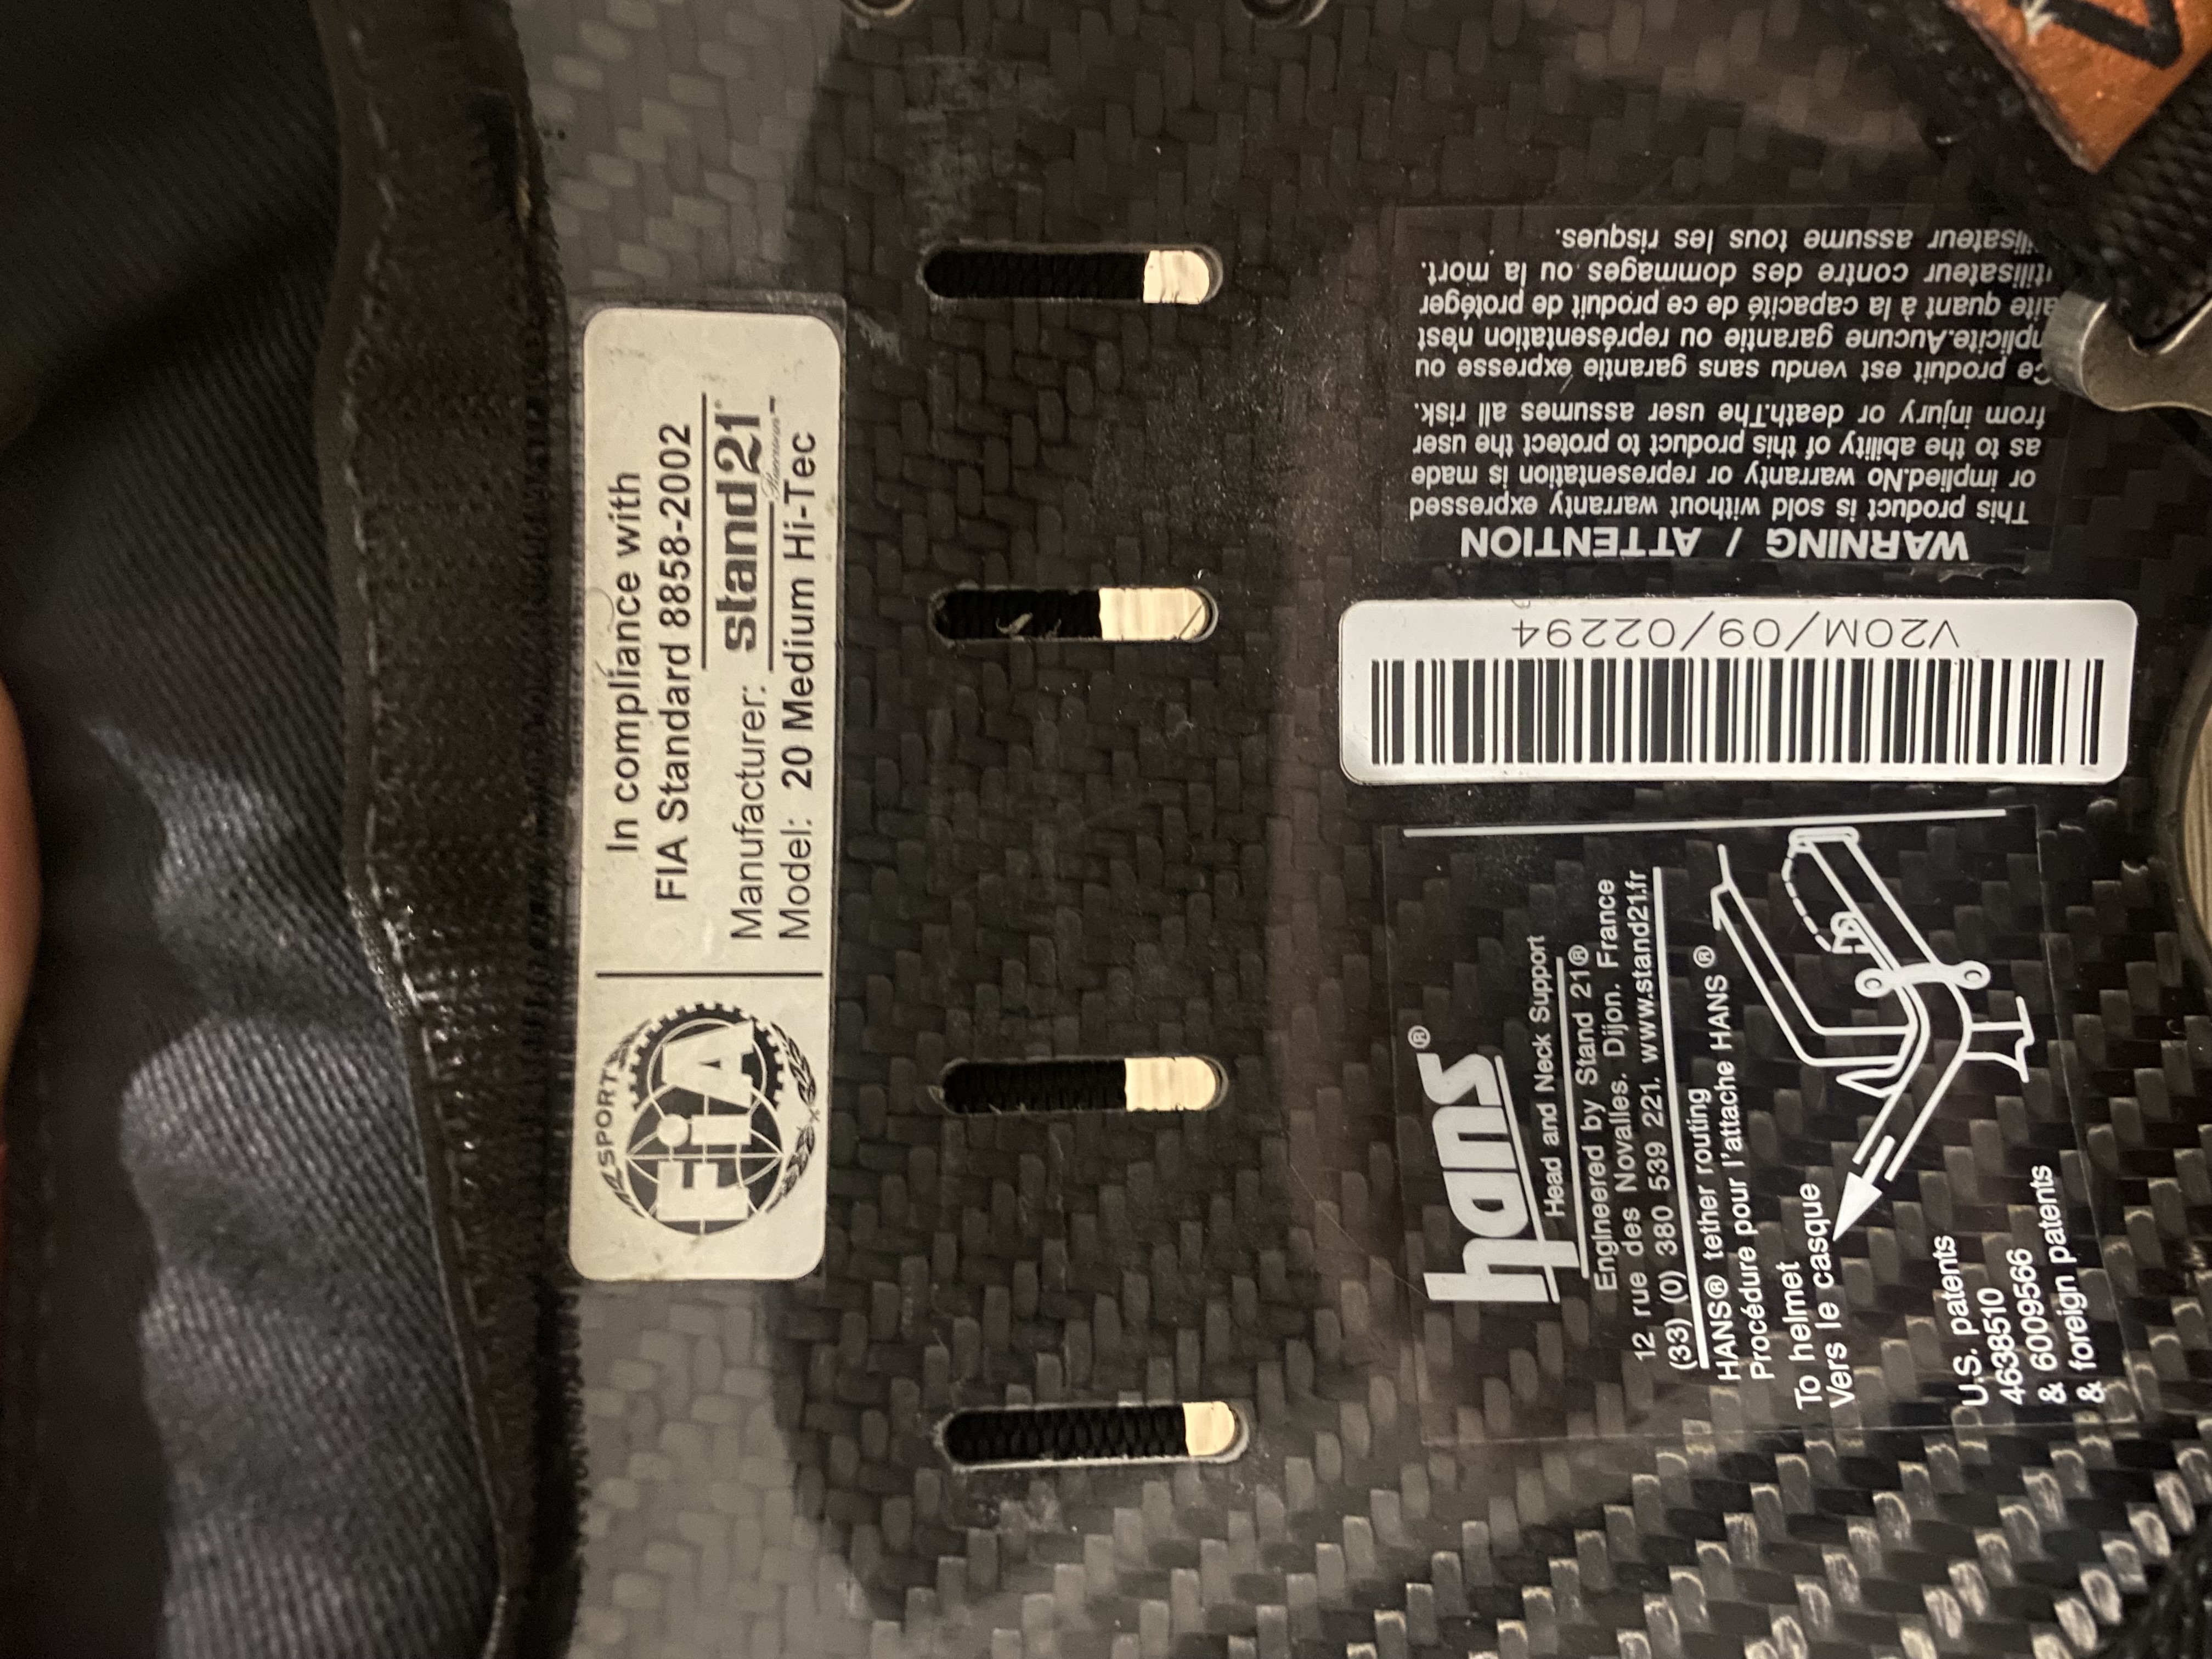 In compliance with
FIA Standard 8858-2002
Manufacturer: stand21
Model: 20 Medium Hi-Tec
SPORT
FiA
hans®
Head and Neck Support
Engineered by Stand 21®
12 rue des Novalles. Dijon. France
(33) (0) 380 539 221. www.stand21.fr
HANS® tether routing
Procédure pour l'attache HANS ®
To helmet
Vers le casque
U.S. patents
4638510
& 6009566
& foreign patents
V20M/09/02294
WARNING / ATTENTION
This product is sold without warranty expressed
or implied.No warranty or representation is made
as to the ability of this product to protect the user
from injury or death.The user assumes all risk.
Ce produit est vendu sans garantie expresse ou
implicite.Aucune garantie ou représentation n'est
quant à la capacité de ce produit de protéger
utilisateur contre des dommages ou la mort.
utilisateur assume tous les risques.